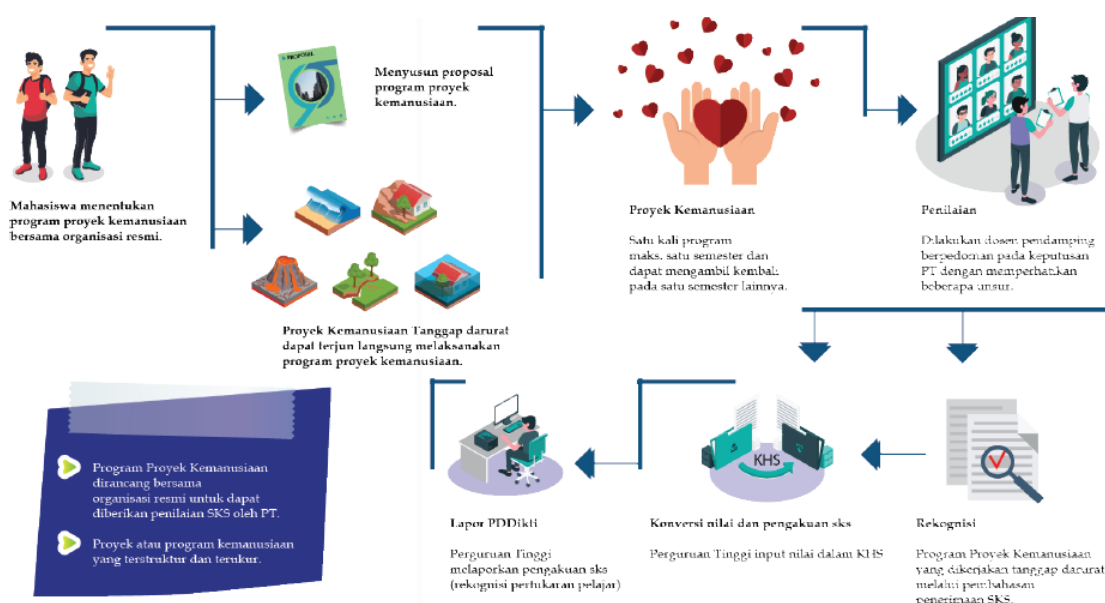 PROPOSAL
Menyusun proposal
program proyek
kemanusiaan.
Mahasiswa menentukan
program proyek kemanusiaan
bersama organisasi resmi.
Proyek Kemanusiaan Tanggap darurat
dapat terjun langsung melaksanakan
program proyek kemanusiaan.
Proyek Kemanusiaan
Satu kali program
maks. satu semester dan
dapat mengambil kembali
pada satu semester lainnya.
Penilaian
Dilakukan dosen pendamping
berpedoman pada keputusan
PT dengan memperhatikan
beberapa unsur.
Program Proyek Kemanusiaan
dirancang bersama
organisasi resmi untuk dapat
diberikan penilaian SKS oleh PT.
Proyek atau program kemanusiaan
yang terstruktur dan terukur.
Lapor PDDikti
Perguruan Tinggi
melaporkan pengakuan sks
(rekognisi pertukaran pelajar)
KHS
Konversi nilai dan pengakuan sks
Perguruan Tinggi input nilai dalam KHS
Rekognisi
Program Proyek Kemanusiaan
yang dikerjakan tanggap darurat
melalui pembahasan
penerimaan SKS.